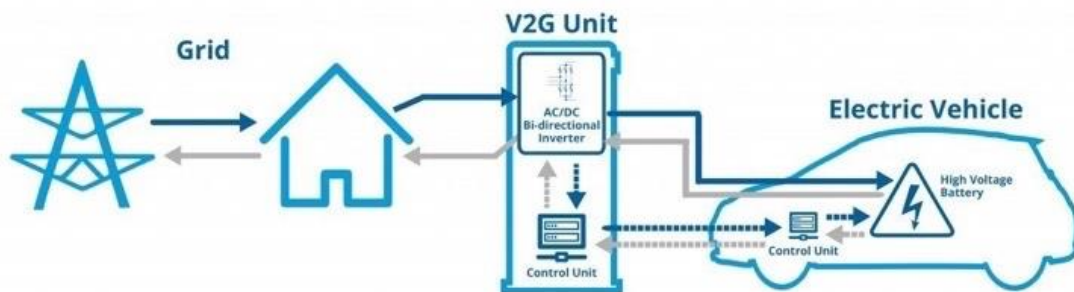 Grid
V2G Unit
AC/DC
Bi-directional
Inverter
Control Unit
Electric Vehicle
High Voltage
Battery
Control Unit